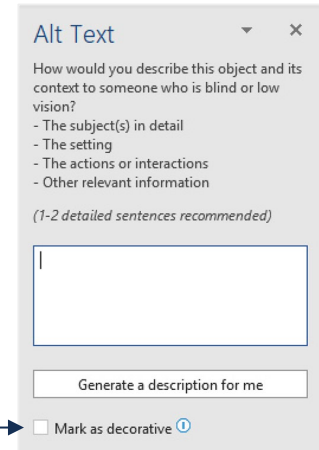 Alt Text
How would you describe this object and its
context to someone who is blind or low
vision?
- The subject(s) in detail
- The setting
- The actions or interactions
- Other relevant information
(1-2 detailed sentences recommended)
Generate a description for me
Mark as decorative